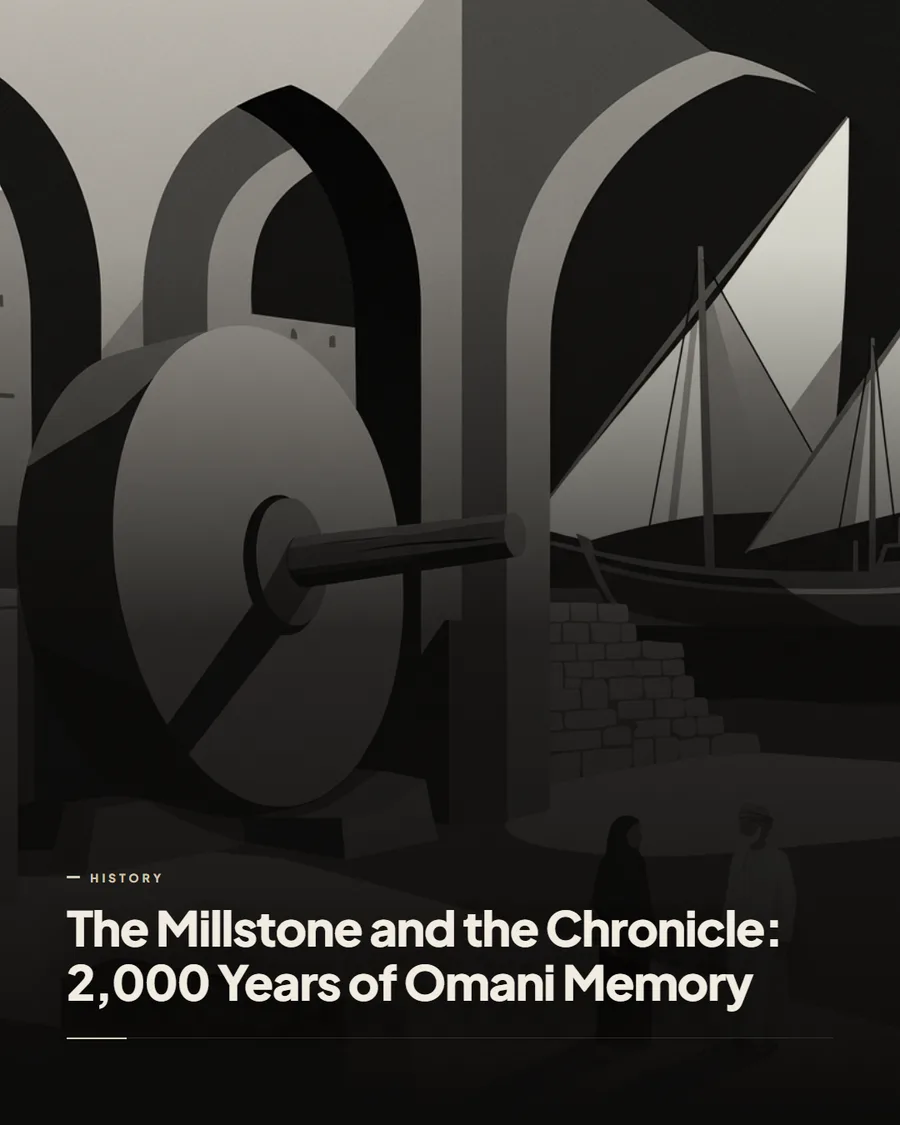 HISTORY
The Millstone and the Chronicle:
2,000 Years of Omani Memory